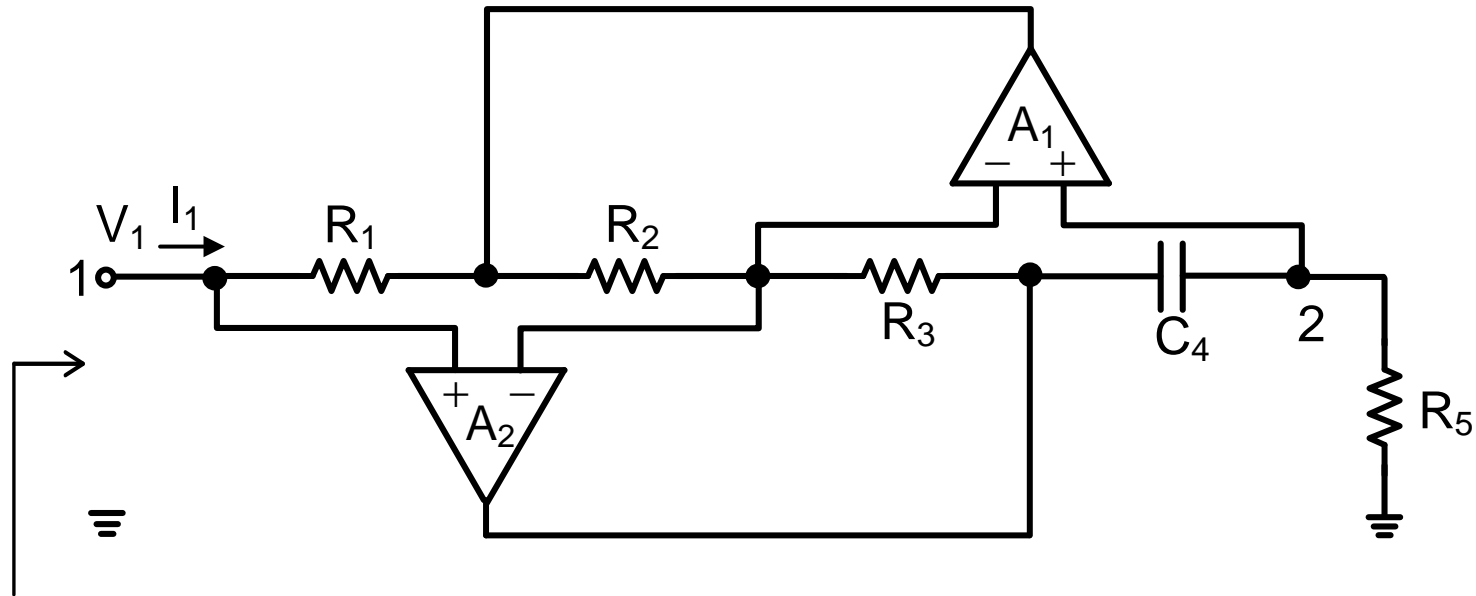 A₁
− +
V₁ I₁ R₁ R₂
1
R₃ C₄ 2
+ −
A₂
R₅